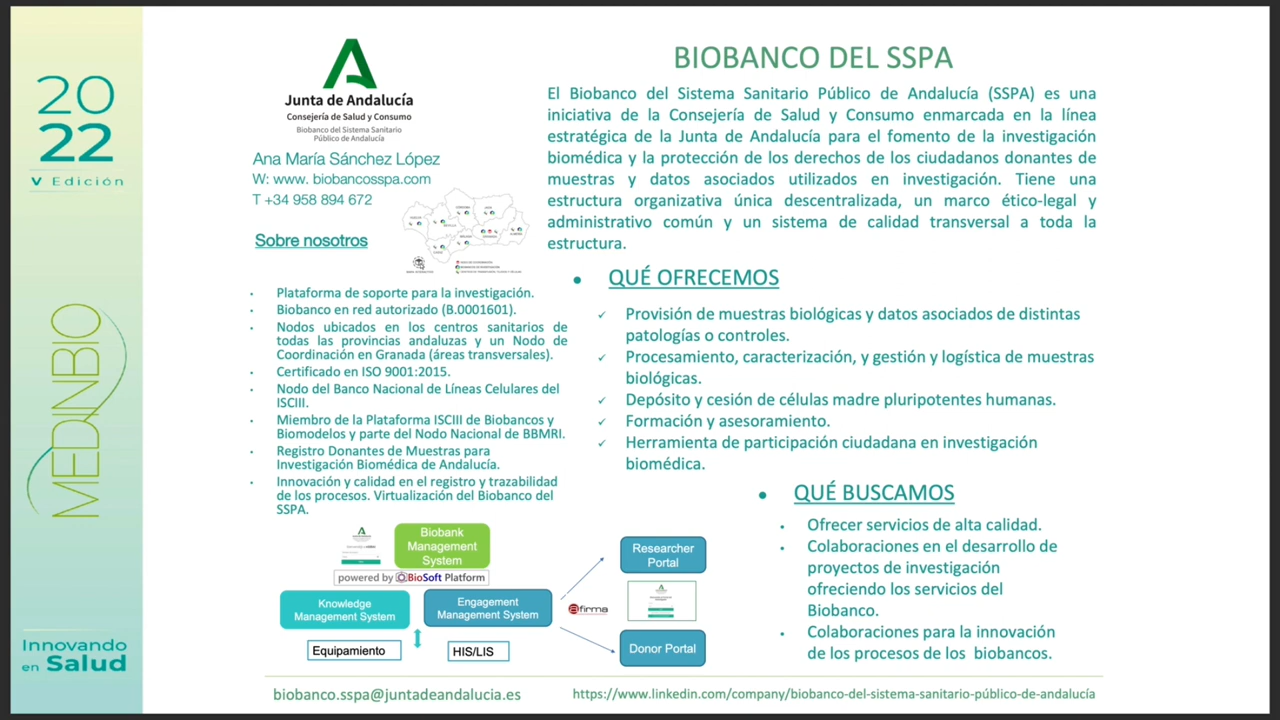 20
22
V Edición
MEDINBIO
Innovando
en Salud
Junta de Andalucía
Consejería de Salud y Consumo
Biobanco del Sistema Sanitario
Público de Andalucía
Ana María Sánchez López
W: www. biobancosspa.com
T +34 958 894 672
Sobre nosotros
• Plataforma de soporte para la investigación.
• Biobanco en red autorizado (B.0001601).
• Nodos ubicados en los centros sanitarios de
todas las provincias andaluzas y un Nodo de
Coordinación en Granada (áreas transversales).
• Certificado en ISO 9001:2015.
• Nodo del Banco Nacional de Líneas Celulares del
ISCIII.
• Miembro de la Plataforma ISCIII de Biobancos y
Biomodelos y parte del Nodo Nacional de BBMRI.
• Registro Donantes de Muestras para
Investigación Biomédica de Andalucía.
• Innovación y calidad en el registro y trazabilidad
de los procesos. Virtualización del Biobanco del
SSPA.
Biobank
Management
System
powered by BioSoft Platform
Knowledge
Management System
Engagement
Management System
Equipamiento
HIS/LIS
@firma
Researcher
Portal
Donor Portal
BIOBANCO DEL SSPA
El Biobanco del Sistema Sanitario Público de Andalucía (SSPA) es una
iniciativa de la Consejería de Salud y Consumo enmarcada en la línea
estratégica de la Junta de Andalucía para el fomento de la investigación
biomédica y la protección de los derechos de los ciudadanos donantes de
muestras y datos asociados utilizados en investigación. Tiene una
estructura organizativa única descentralizada, un marco ético-legal y
administrativo común y un sistema de calidad transversal a toda la
estructura.
• QUÉ OFRECEMOS
✓ Provisión de muestras biológicas y datos asociados de distintas
patologías o controles.
✓ Procesamiento, caracterización, y gestión y logística de muestras
biológicas.
✓ Depósito y cesión de células madre pluripotentes humanas.
✓ Formación y asesoramiento.
✓ Herramienta de participación ciudadana en investigación
biomédica.
• QUÉ BUSCAMOS
• Ofrecer servicios de alta calidad.
• Colaboraciones en el desarrollo de
proyectos de investigación
ofreciendo los servicios del
Biobanco.
• Colaboraciones para la innovación
de los procesos de los biobancos.
biobanco.sspa@juntadeandalucia.es
https://www.linkedin.com/company/biobanco-del-sistema-sanitario-público-de-andalucía